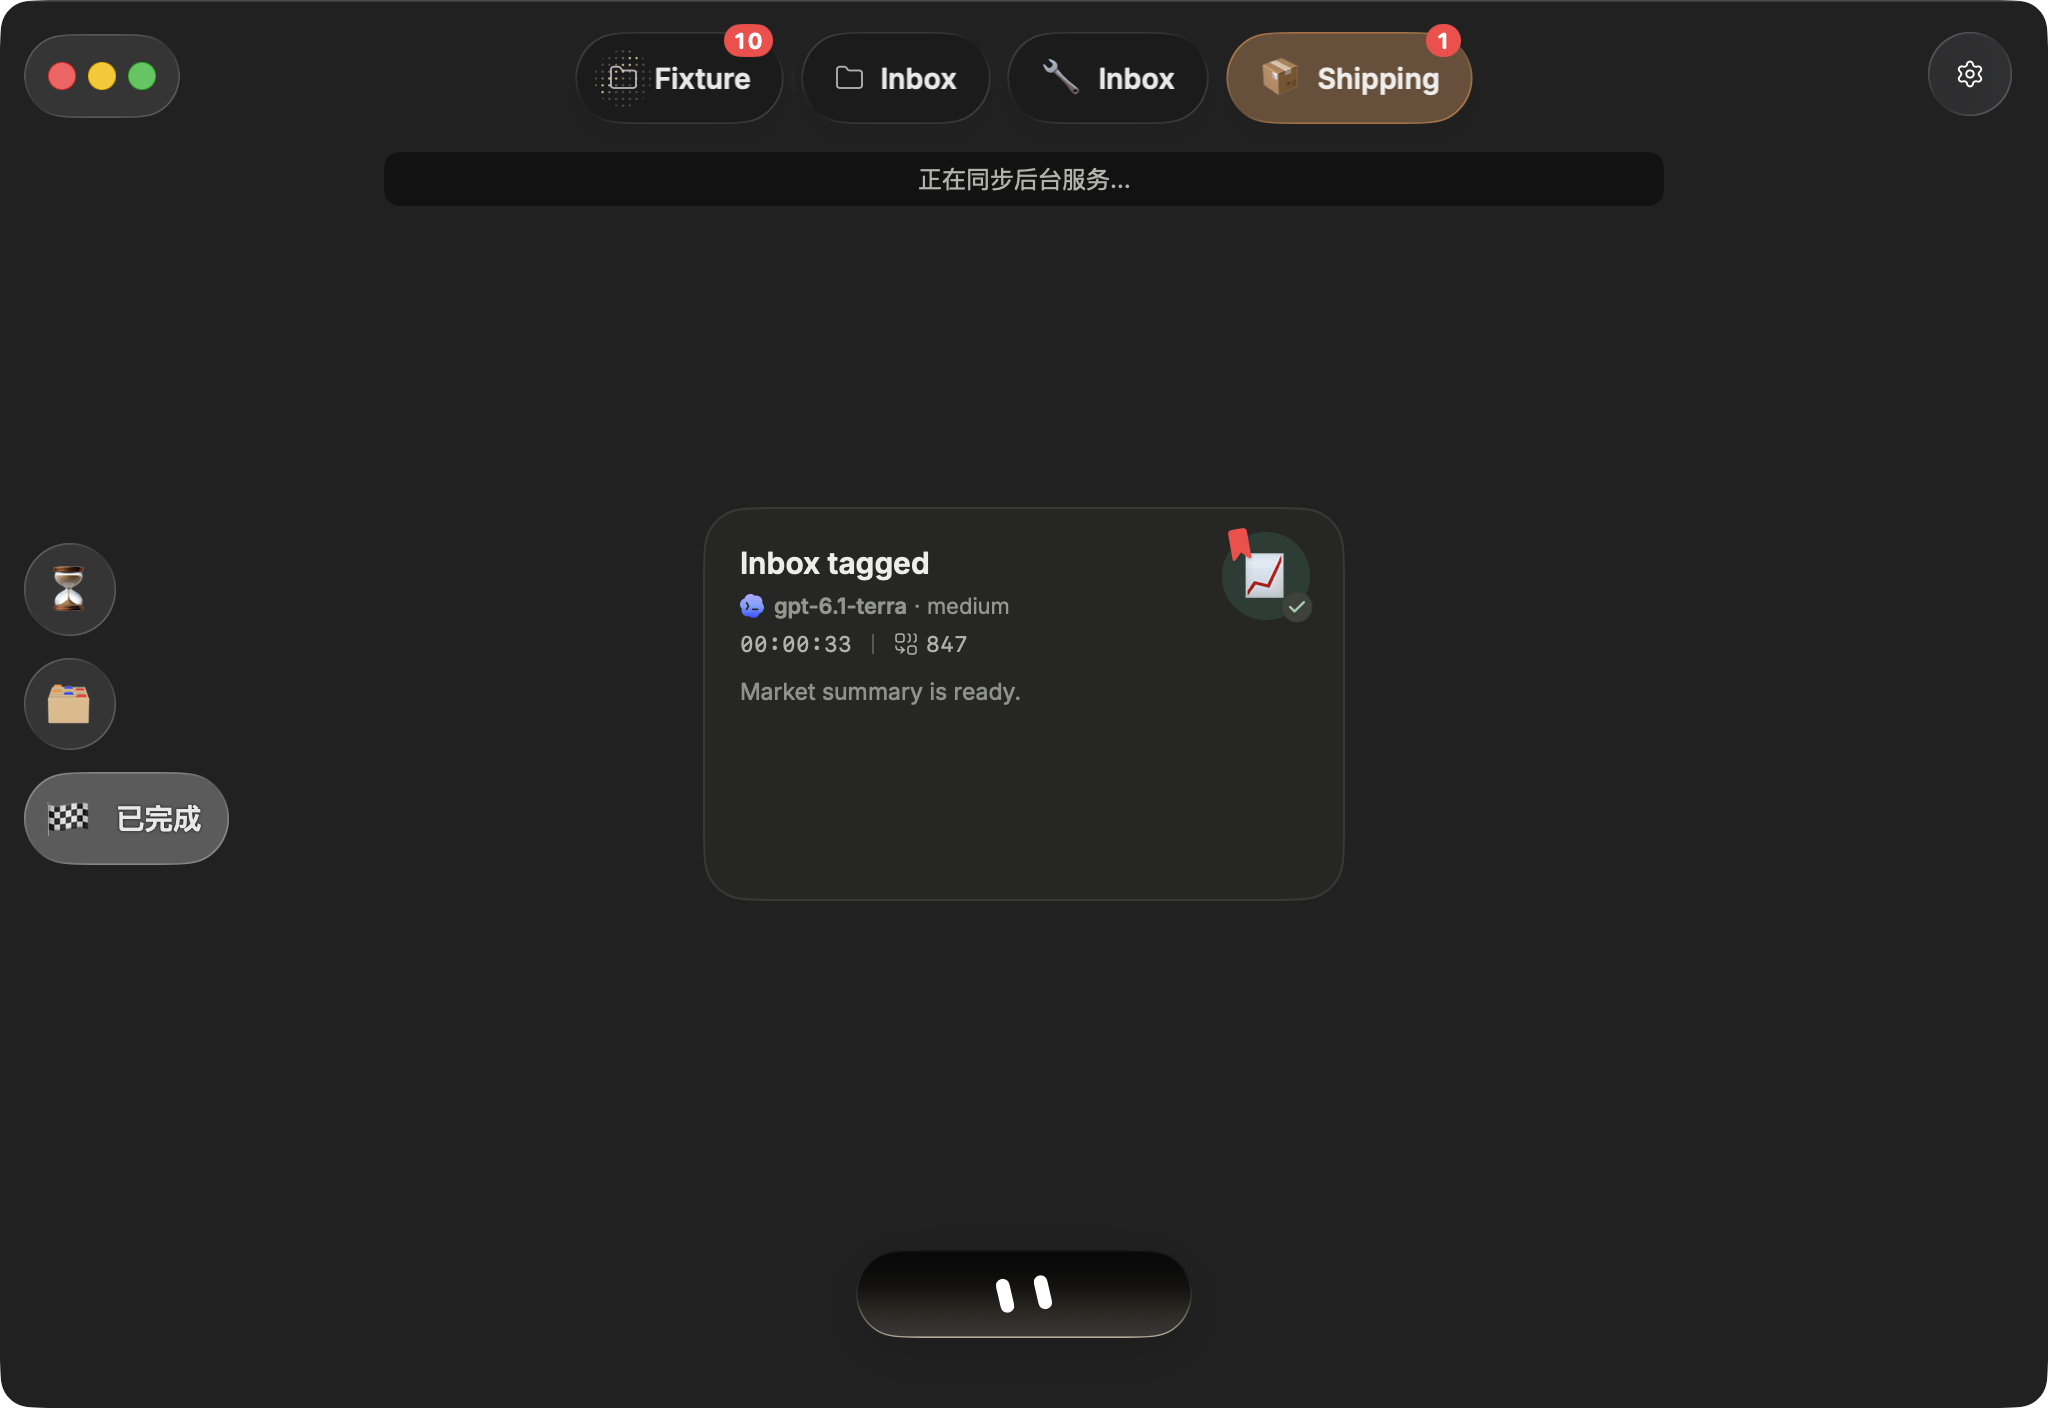 10
1
Fixture
Inbox
Inbox
Shipping
正在同步后台服务...
Inbox tagged
gpt-6.1-terra · medium
00:00:33 | 847
Market summary is ready.
已完成